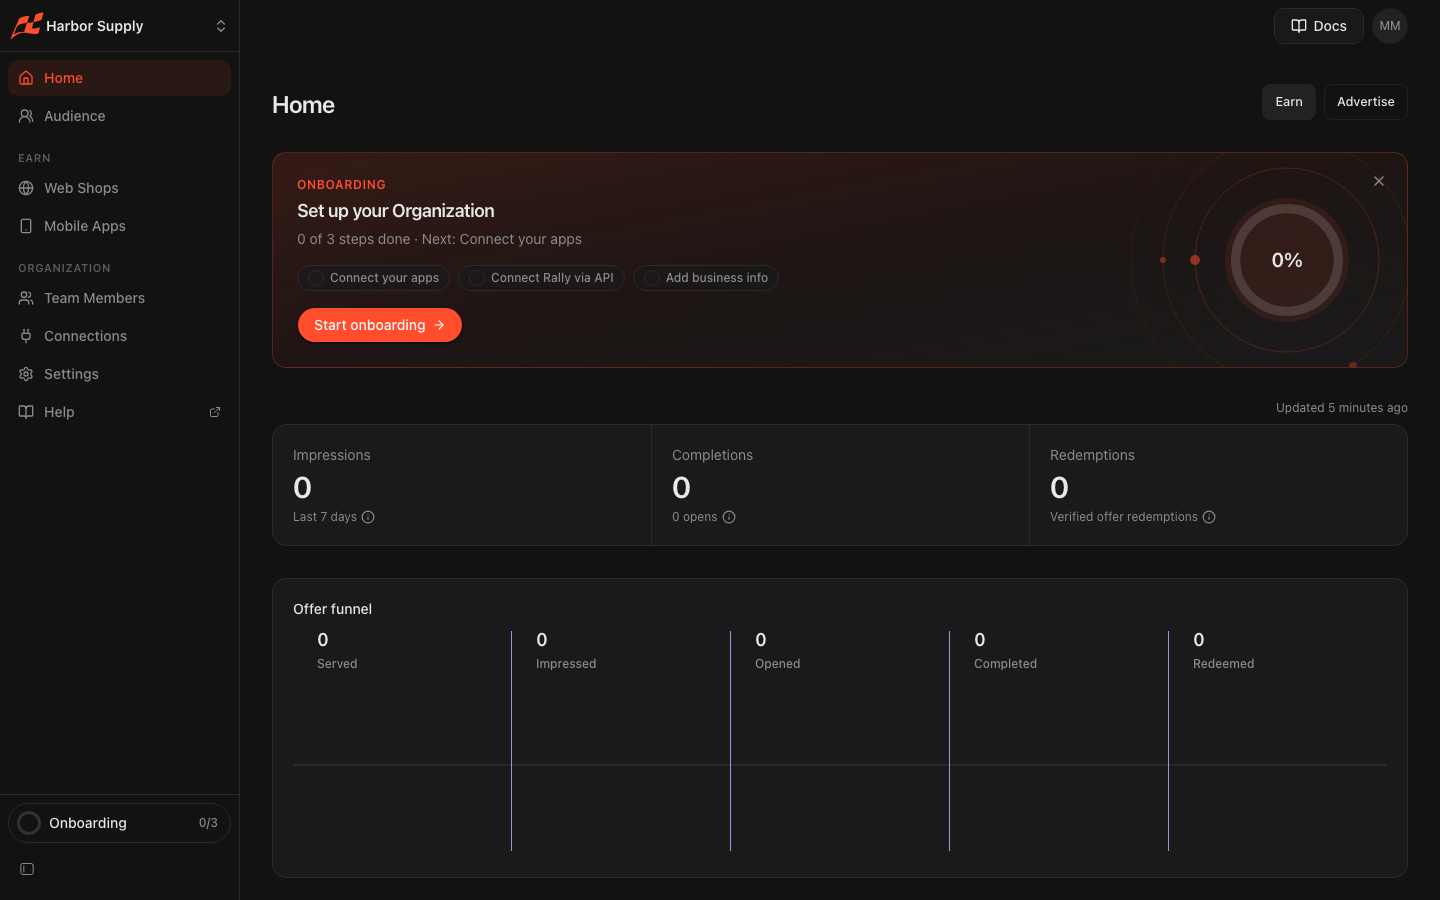 Harbor Supply
Docs
MM
Home
Audience
EARN
Web Shops
Mobile Apps
ORGANIZATION
Team Members
Connections
Settings
Help
Onboarding
0/3
Home
Earn
Advertise
ONBOARDING
Set up your Organization
0 of 3 steps done · Next: Connect your apps
Connect your apps
Connect Rally via API
Add business info
Start onboarding
0%
Updated 5 minutes ago
Impressions
0
Last 7 days
Completions
0
0 opens
Redemptions
0
Verified offer redemptions
Offer funnel
0
Served
0
Impressed
0
Opened
0
Completed
0
Redeemed